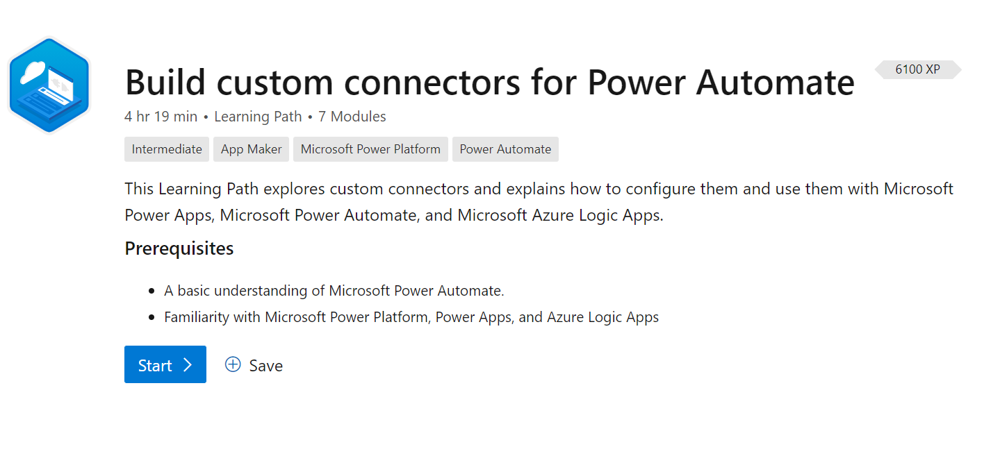 Build custom connectors for Power Automate
6100 XP
4 hr 19 min • Learning Path • 7 Modules
Intermediate App Maker Microsoft Power Platform Power Automate
This Learning Path explores custom connectors and explains how to configure them and use them with Microsoft
Power Apps, Microsoft Power Automate, and Microsoft Azure Logic Apps.
Prerequisites
• A basic understanding of Microsoft Power Automate.
• Familiarity with Microsoft Power Platform, Power Apps, and Azure Logic Apps
Start Save